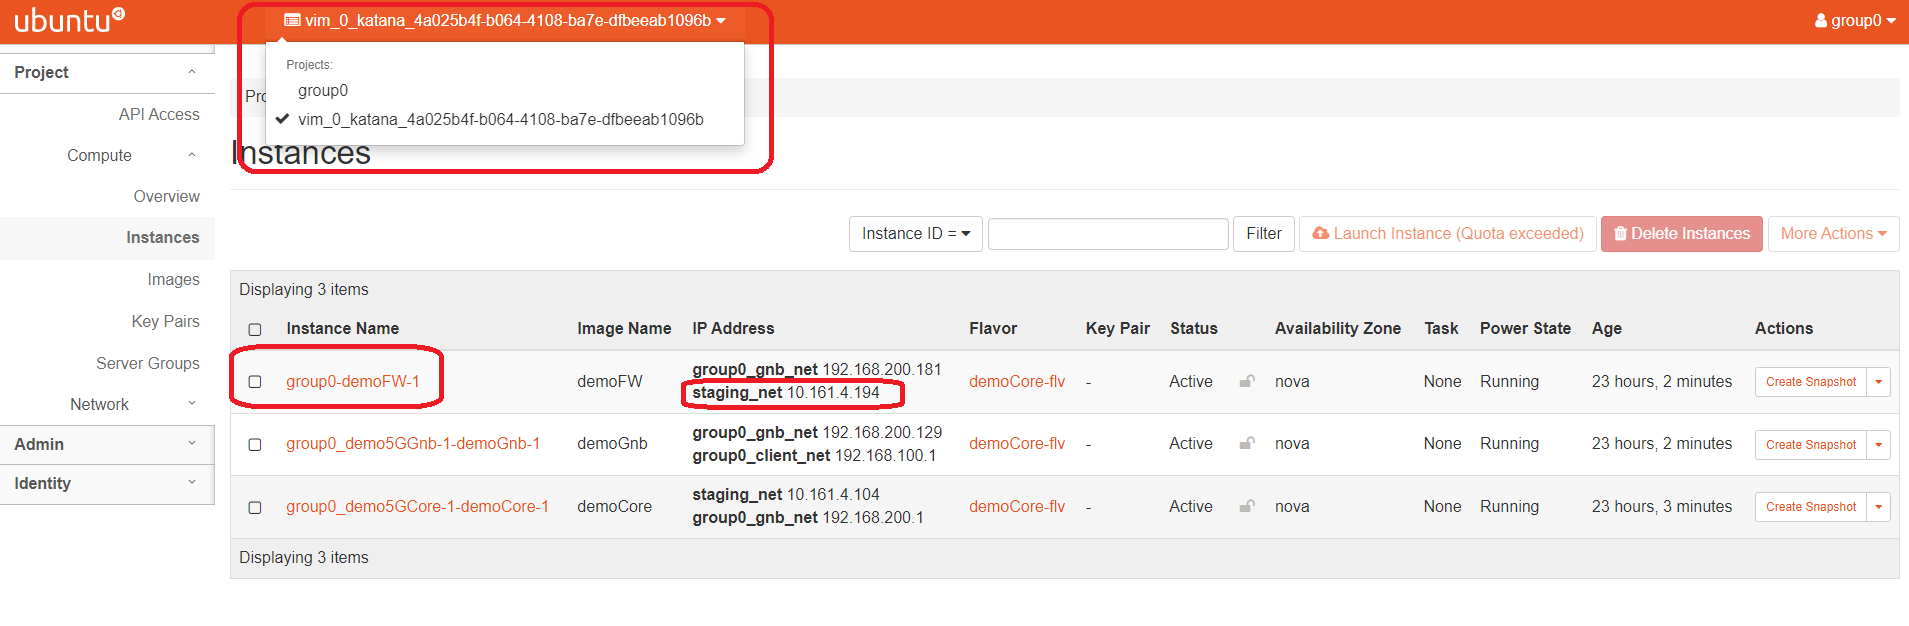 ubuntu
vim_0_katana_4a025b4f-b064-4108-ba7e-dfbeeab1096b
group0
Projects:
group0
vim_0_katana_4a025b4f-b064-4108-ba7e-dfbeeab1096b
Project
API Access
Compute
Overview
Instances
Images
Key Pairs
Server Groups
Network
Admin
Identity
Instances
Instance ID =
Filter
Launch Instance (Quota exceeded)
Delete Instances
More Actions
Displaying 3 items
Instance Name Image Name IP Address Flavor Key Pair Status Availability Zone Task Power State Age Actions
group0-demoFW-1 demoFW group0_gnb_net 192.168.200.181 demoCore-flv - Active nova None Running 23 hours, 2 minutes Create Snapshot
staging_net 10.161.4.194
group0_demo5GGnb-1-demoGnb-1 demoGnb group0_gnb_net 192.168.200.129 demoCore-flv - Active nova None Running 23 hours, 2 minutes Create Snapshot
group0_client_net 192.168.100.1
group0_demo5GCore-1-demoCore-1 demoCore staging_net 10.161.4.104 demoCore-flv - Active nova None Running 23 hours, 3 minutes Create Snapshot
group0_gnb_net 192.168.200.1
Displaying 3 items